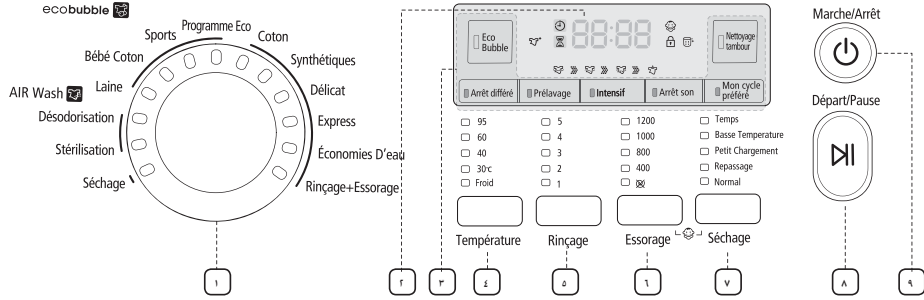 ecobubble
Programme Eco
Sports
Coton
Bébé Coton
Synthétiques
AIR Wash
Laine
Délicat
Désodorisation
Express
Stérilisation
Économies D'eau
Séchage
Rinçage+Essorage
Eco
Bubble
88:88
Nettoyage
tambour
Arrêt différé
Prélavage
Intensif
Arrêt son
Mon cycle
préféré
95 5 1200 Temps
60 4 1000 Basse Temperature
40 3 800 Petit Chargement
30°c 2 400 Repassage
Froid 1 Normal
Température
Rinçage
Essorage
Séchage
Marche/Arrêt
Départ/Pause
١ ٢ ٣ ٤ ٥ ٦ ٧ ٨ ٩